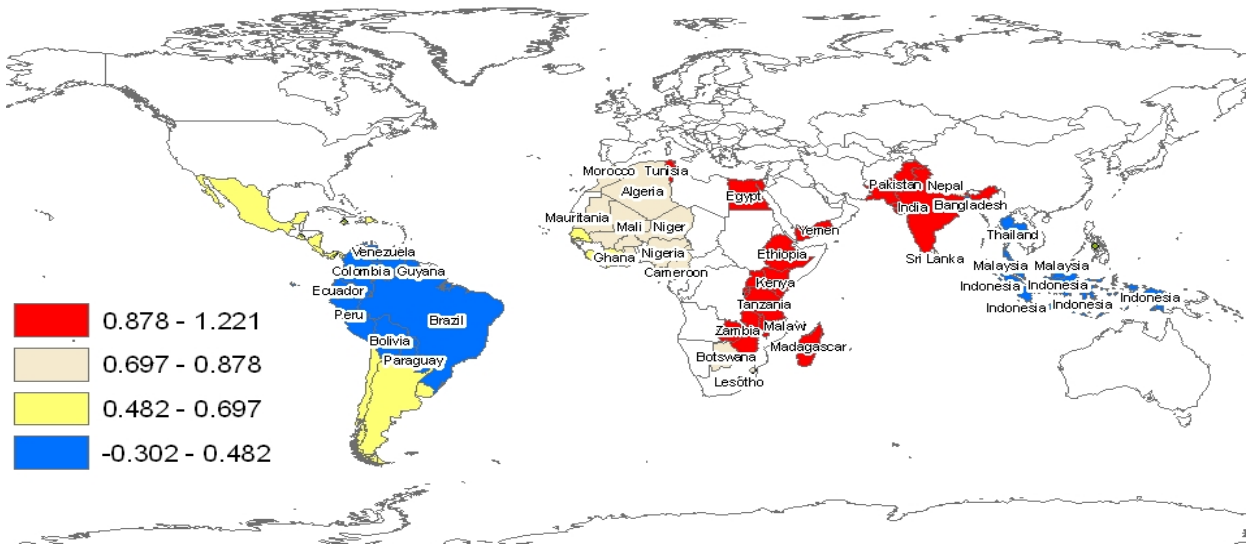 Morocco Tunisia
Algeria
Egypt
Pakistan Nepal
India Bangladesh
Mauritania
Mali Niger
Yemen
Thailand
Venezuela
Ghana Nigeria
Ethiopia
Sri Lanka
Colombia Guyana
Cameroon
Malaysia Malaysia
Kenya
Ecuador
Indonesia Indonesia
Indonesia Indonesia Indonesia
Peru Brazil
Tanzania
Zambia Malawi
Bolivia
Madagascar
Paraguay
Botswana
Lesotho
0.878 - 1.221
0.697 - 0.878
0.482 - 0.697
-0.302 - 0.482